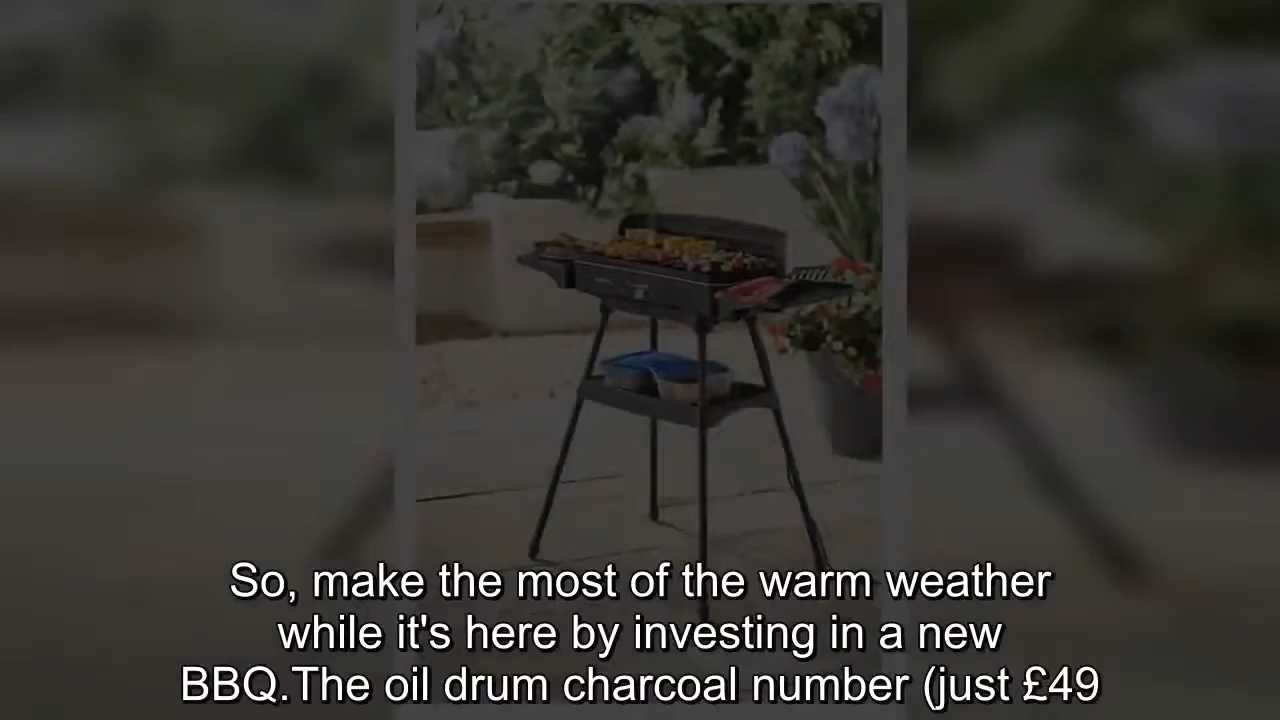 So, make the most of the warm weather
while it's here by investing in a new
BBQ.The oil drum charcoal number (just £49